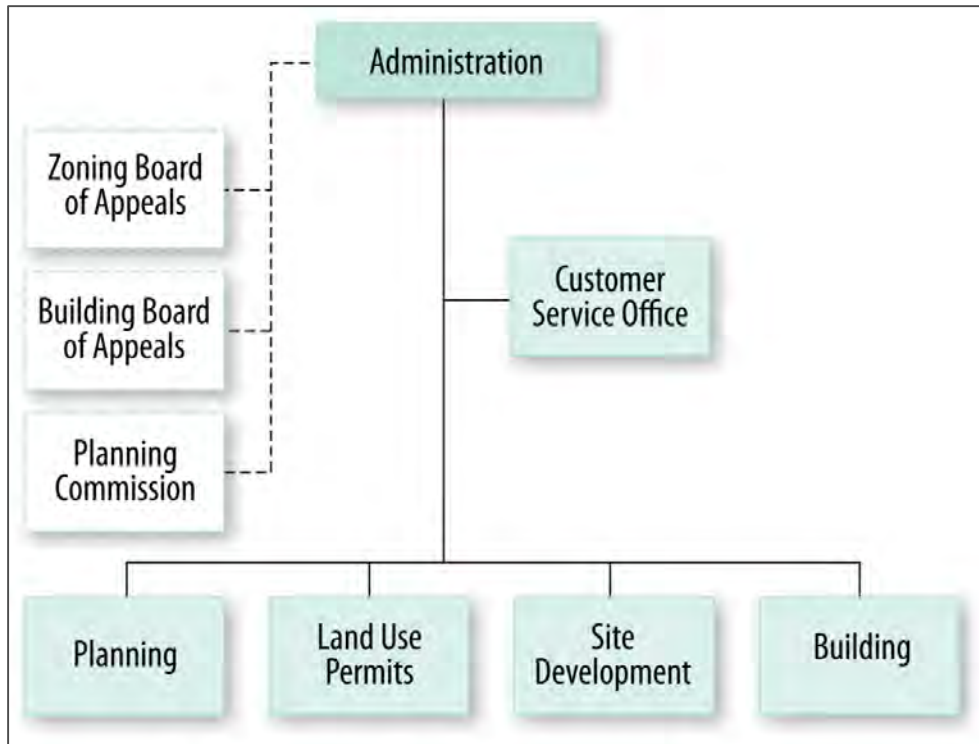 Administration
Zoning Board
of Appeals
Customer
Service Office
Building Board
of Appeals
Planning
Commission
Planning
Land Use
Permits
Site
Development
Building